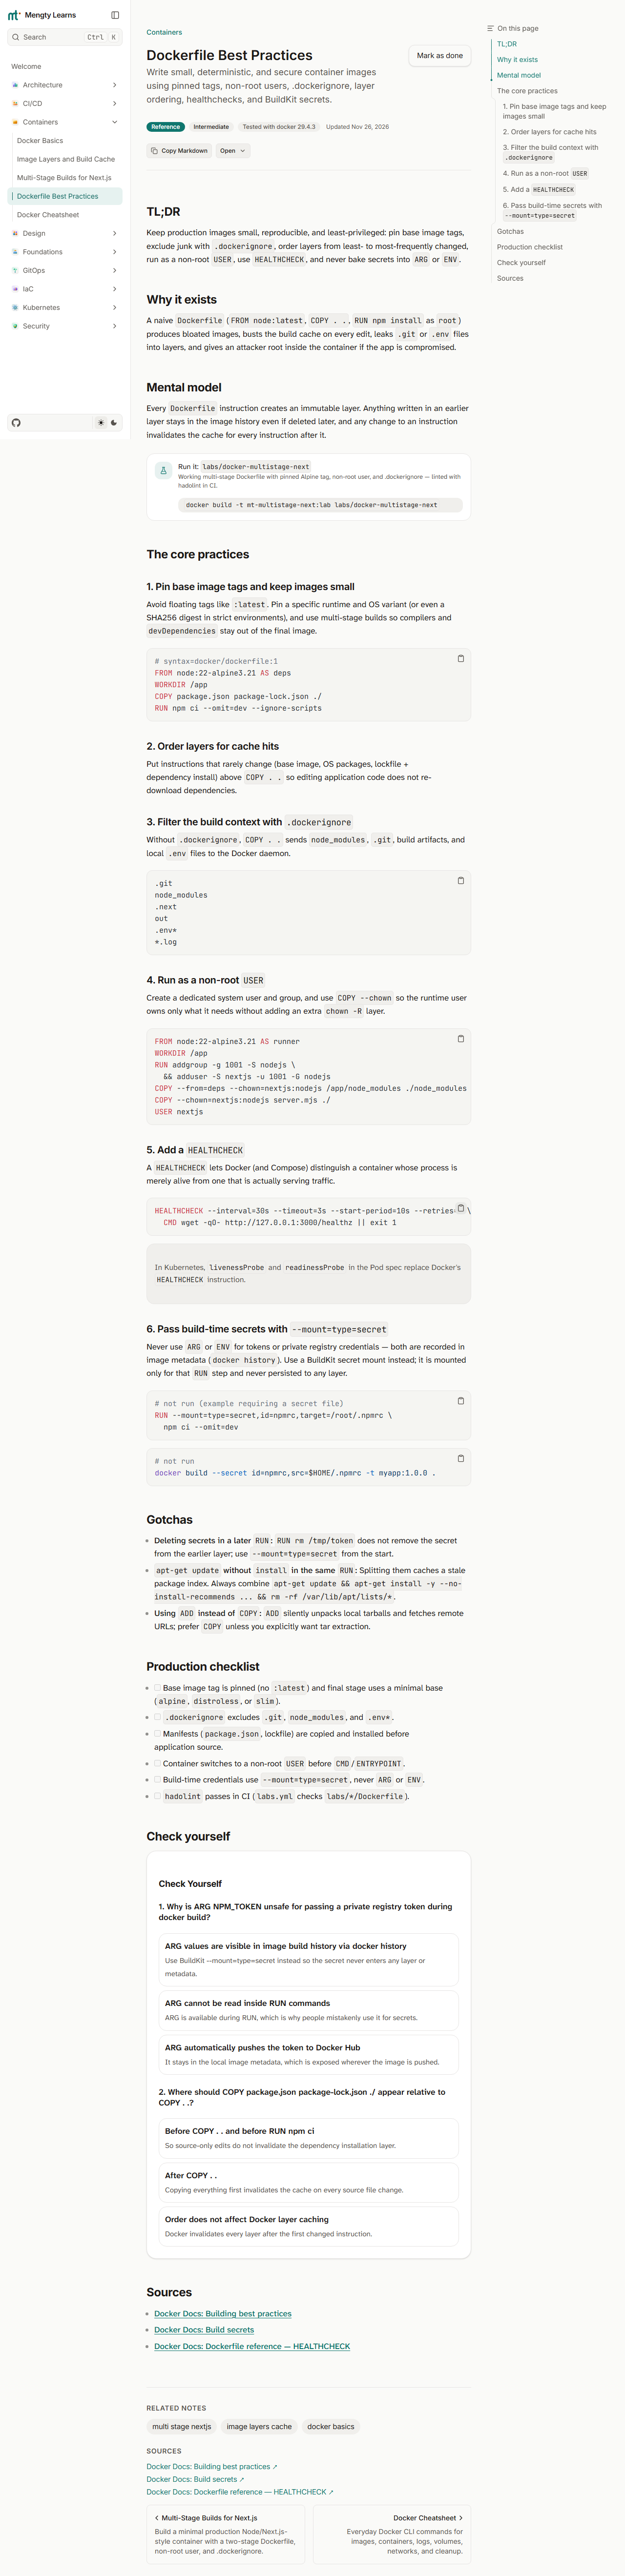 Mengty Learns
Search Ctrl K
Welcome
Architecture
CI/CD
Containers
Docker Basics
Image Layers and Build Cache
Multi-Stage Builds for Next.js
Dockerfile Best Practices
Docker Cheatsheet
Design
Foundations
GitOps
IaC
Kubernetes
Security
Containers
Dockerfile Best Practices
Mark as done
Write small, deterministic, and secure container images
using pinned tags, non-root users, .dockerignore, layer
ordering, healthchecks, and BuildKit secrets.
Reference Intermediate Tested with docker 29.4.3 Updated Nov 26, 2026
Copy Markdown Open
TL;DR
Keep production images small, reproducible, and least-privileged: pin base image tags,
exclude junk with .dockerignore, order layers from least- to most-frequently changed,
run as a non-root USER, use HEALTHCHECK, and never bake secrets into ARG or ENV.
Why it exists
A naive Dockerfile (FROM node:latest, COPY . ., RUN npm install as root)
produces bloated images, busts the build cache on every edit, leaks .git or .env files
into layers, and gives an attacker root inside the container if the app is compromised.
Mental model
Every Dockerfile instruction creates an immutable layer. Anything written in an earlier
layer stays in the image history even if deleted later, and any change to an instruction
invalidates the cache for every instruction after it.
Run it: labs/docker-multistage-next
Working multi-stage Dockerfile with pinned Alpine tag, non-root user, and .dockerignore — linted with
hadolint in CI.
docker build -t mt-multistage-next:lab labs/docker-multistage-next
The core practices
1. Pin base image tags and keep images small
Avoid floating tags like :latest. Pin a specific runtime and OS variant (or even a
SHA256 digest in strict environments), and use multi-stage builds so compilers and
devDependencies stay out of the final image.
# syntax=docker/dockerfile:1
FROM node:22-alpine3.21 AS deps
WORKDIR /app
COPY package.json package-lock.json ./
RUN npm ci --omit=dev --ignore-scripts
2. Order layers for cache hits
Put instructions that rarely change (base image, OS packages, lockfile +
dependency install) above COPY . . so editing application code does not re-
download dependencies.
3. Filter the build context with .dockerignore
Without .dockerignore, COPY . . sends node_modules, .git, build artifacts, and
local .env files to the Docker daemon.
.git
node_modules
.next
out
.env*
*.log
4. Run as a non-root USER
Create a dedicated system user and group, and use COPY --chown so the runtime user
owns only what it needs without adding an extra chown -R layer.
FROM node:22-alpine3.21 AS runner
WORKDIR /app
RUN addgroup -g 1001 -S nodejs \
&& adduser -S nextjs -u 1001 -G nodejs
COPY --from=deps --chown=nextjs:nodejs /app/node_modules ./node_modules
COPY --chown=nextjs:nodejs server.mjs ./
USER nextjs
5. Add a HEALTHCHECK
A HEALTHCHECK lets Docker (and Compose) distinguish a container whose process is
merely alive from one that is actually serving traffic.
HEALTHCHECK --interval=30s --timeout=3s --start-period=10s --retries= \
CMD wget -qO- http://127.0.0.1:3000/healthz || exit 1
In Kubernetes, livenessProbe and readinessProbe in the Pod spec replace Docker's
HEALTHCHECK instruction.
6. Pass build-time secrets with --mount=type=secret
Never use ARG or ENV for tokens or private registry credentials — both are recorded in
image metadata (docker history). Use a BuildKit secret mount instead; it is mounted
only for that RUN step and never persisted to any layer.
# not run (example requiring a secret file)
RUN --mount=type=secret,id=npmrc,target=/root/.npmrc \
npm ci --omit=dev
# not run
docker build --secret id=npmrc,src=$HOME/.npmrc -t myapp:1.0.0 .
Gotchas
Deleting secrets in a later RUN: RUN rm /tmp/token does not remove the secret
from the earlier layer; use --mount=type=secret from the start.
apt-get update without install in the same RUN: Splitting them caches a stale
package index. Always combine apt-get update && apt-get install -y --no-
install-recommends ... && rm -rf /var/lib/apt/lists/*.
Using ADD instead of COPY: ADD silently unpacks local tarballs and fetches remote
URLs; prefer COPY unless you explicitly want tar extraction.
Production checklist
Base image tag is pinned (no :latest) and final stage uses a minimal base
(alpine, distroless, or slim).
.dockerignore excludes .git, node_modules, and .env*.
Manifests (package.json, lockfile) are copied and installed before
application source.
Container switches to a non-root USER before CMD/ENTRYPOINT.
Build-time credentials use --mount=type=secret, never ARG or ENV.
hadolint passes in CI (labs.yml checks labs/*/Dockerfile).
Check yourself
Check Yourself
1. Why is ARG NPM_TOKEN unsafe for passing a private registry token during
docker build?
ARG values are visible in image build history via docker history
Use BuildKit --mount=type=secret instead so the secret never enters any layer or
metadata.
ARG cannot be read inside RUN commands
ARG is available during RUN, which is why people mistakenly use it for secrets.
ARG automatically pushes the token to Docker Hub
It stays in the local image metadata, which is exposed wherever the image is pushed.
2. Where should COPY package.json package-lock.json ./ appear relative to
COPY . .?
Before COPY . . and before RUN npm ci
So source-only edits do not invalidate the dependency installation layer.
After COPY . .
Copying everything first invalidates the cache on every source file change.
Order does not affect Docker layer caching
Docker invalidates every layer after the first changed instruction.
Sources
Docker Docs: Building best practices
Docker Docs: Build secrets
Docker Docs: Dockerfile reference — HEALTHCHECK
RELATED NOTES
multi stage nextjs image layers cache docker basics
SOURCES
Docker Docs: Building best practices ↗
Docker Docs: Build secrets ↗
Docker Docs: Dockerfile reference — HEALTHCHECK ↗
Multi-Stage Builds for Next.js
Build a minimal production Node/Next.js-
style container with a two-stage Dockerfile,
non-root user, and .dockerignore.
Docker Cheatsheet
Everyday Docker CLI commands for
images, containers, logs, volumes,
networks, and cleanup.
On this page
TL;DR
Why it exists
Mental model
The core practices
1. Pin base image tags and keep
images small
2. Order layers for cache hits
3. Filter the build context with
.dockerignore
4. Run as a non-root USER
5. Add a HEALTHCHECK
6. Pass build-time secrets with
--mount=type=secret
Gotchas
Production checklist
Check yourself
Sources